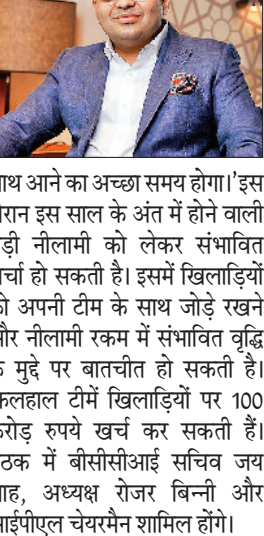 साथ आने का अच्छा समय होगा।'इस
दौरान इस साल के अंत में होने वाली
बड़ी नीलामी को लेकर संभावित
चर्चा हो सकती है। इसमें खिलाड़ियों
को अपनी टीम के साथ जोड़े रखने
और नीलामी रकम में संभावित वृद्धि
के मुद्दे पर बातचीत हो सकती है।
फिलहाल टीमें खिलाड़ियों पर 100
करोड़ रुपये खर्च कर सकती हैं।
बैठक में बीसीसीआई सचिव जय
शाह, अध्यक्ष रोजर बिन्नी और
आईपीएल चेयरमैन शामिल होंगे।